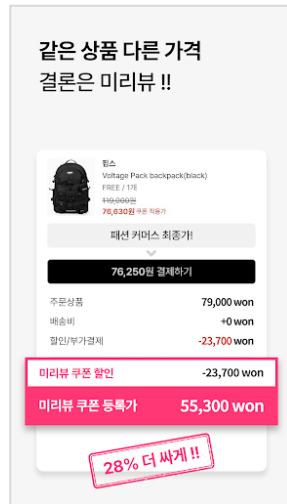 같은 상품 다른 가격
결론은 미리뷰 !!
핍스
Voltage Pack backpack(black)
FREE / 1개
119,000원
76,630원 쿠폰 적용가
패션 커머스 최종가!
76,250원 결제하기
주문상품 79,000 won
배송비 +0 won
할인/부가결제 -23,700 won
미리뷰 쿠폰 할인 -23,700 won
미리뷰 쿠폰 등록가 55,300 won
28% 더 싸게 !!